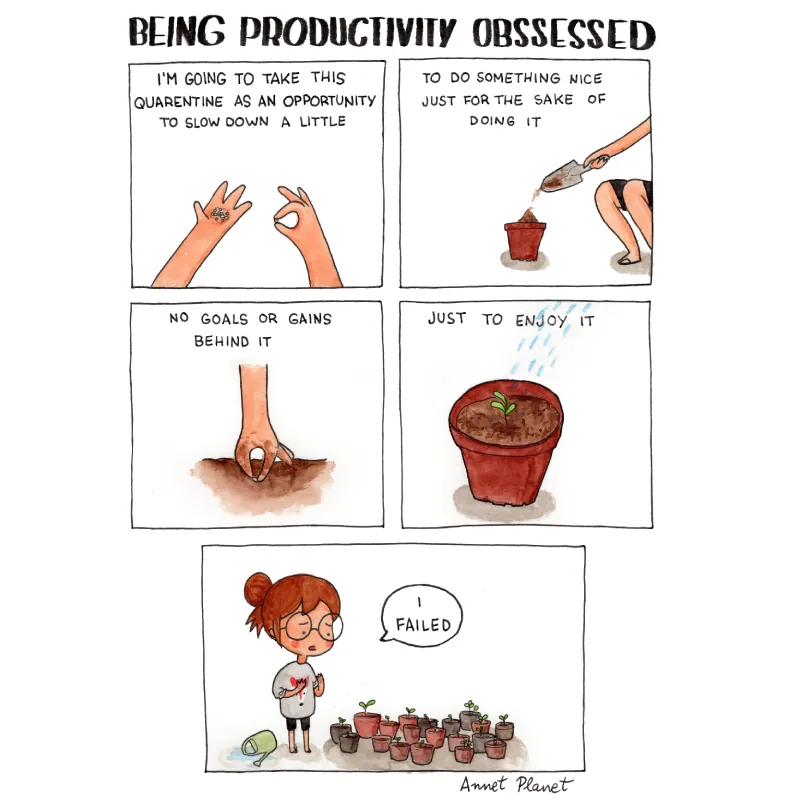 BEING PRODUCTIVITY OBSSESSED
I'M GOING TO TAKE THIS
QUARENTINE AS AN OPPORTUNITY
TO SLOW DOWN A LITTLE
TO DO SOMETHING NICE
JUST FOR THE SAKE OF
DOING IT
NO GOALS OR GAINS
BEHIND IT
JUST TO ENJOY IT
I
FAILED
Annet Planet